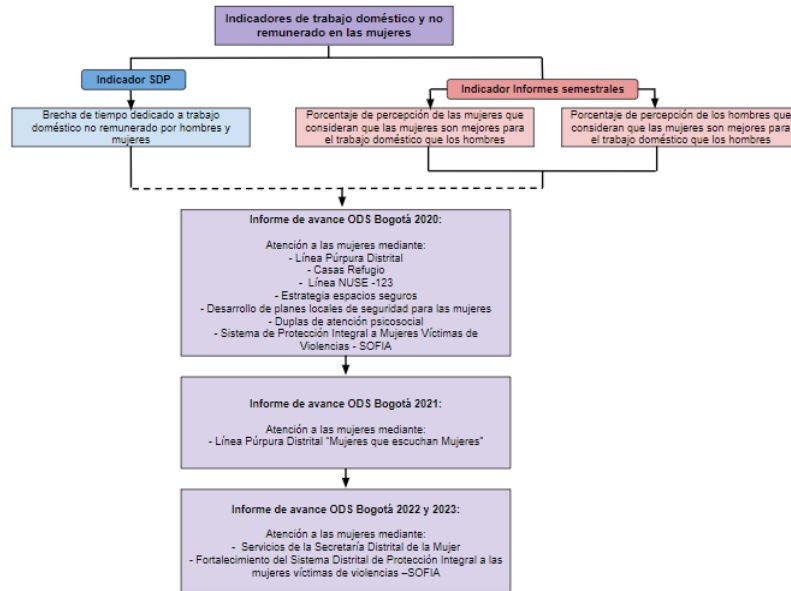 Indicadores de trabajo doméstico y no
remunerado en las mujeres
Indicador SDP
Indicador Informes semestrales
Brecha de tiempo dedicado a trabajo
doméstico no remunerado por hombres y
mujeres
Porcentaje de percepción de las mujeres que
consideran que las mujeres son mejores para
el trabajo doméstico que los hombres
Porcentaje de percepción de los hombres que
consideran que las mujeres son mejores para
el trabajo doméstico que los hombres
Informe de avance ODS Bogotá 2020:
Atención a las mujeres mediante:
- Línea Púrpura Distrital
- Casas Refugio
- Línea NUSE -123
- Estrategia espacios seguros
- Desarrollo de planes locales de seguridad para las mujeres
- Duplas de atención psicosocial
- Sistema de Protección Integral a Mujeres Víctimas de
Violencias - SOFIA
Informe de avance ODS Bogotá 2021:
Atención a las mujeres mediante:
- Línea Púrpura Distrital "Mujeres que escuchan Mujeres"
Informe de avance ODS Bogotá 2022 y 2023:
Atención a las mujeres mediante:
- Servicios de la Secretaría Distrital de la Mujer
- Fortalecimiento del Sistema Distrital de Protección Integral a las
mujeres víctimas de violencias –SOFIA